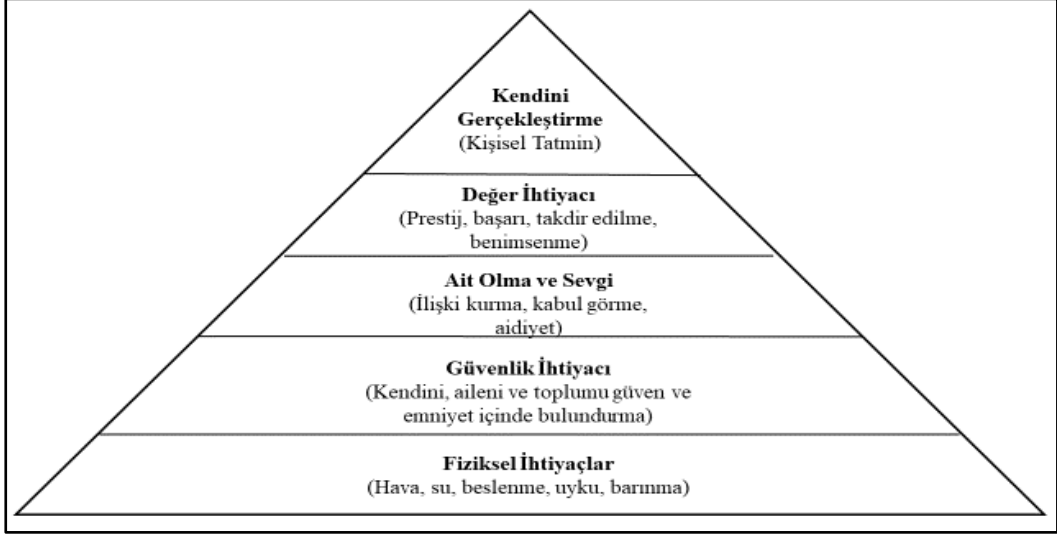 Kendini
Gerçekleştirme
(Kişisel Tatmin)
Değer İhtiyacı
(Prestij, başarı, takdir edilme,
benimsenme)
Ait Olma ve Sevgi
(İlişki kurma, kabul görme,
aidiyet)
Güvenlik İhtiyacı
(Kendini, aileni ve toplumu güven ve
emniyet içinde bulundurma)
Fiziksel İhtiyaçlar
(Hava, su, beslenme, uyku, barınma)